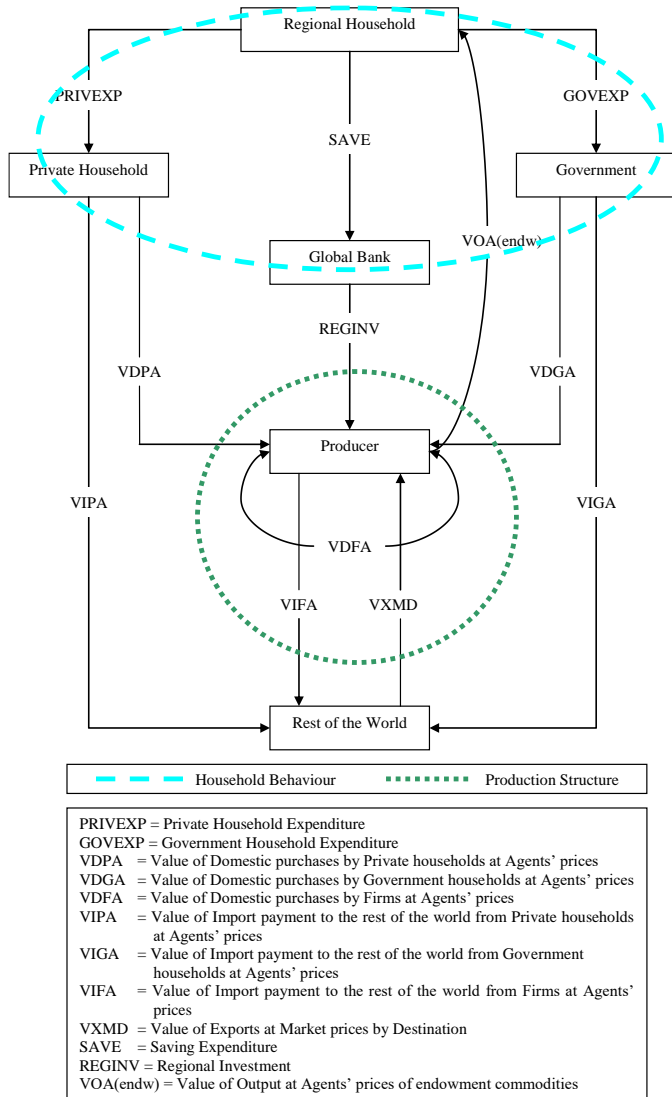 Regional Household
PRIVEXP
GOVEXP
SAVE
Private Household
Government
VOA(endw)
Global Bank
REGINV
VDPA
VDGA
Producer
VIPA
VIGA
VDFA
VIFA
VXMD
Rest of the World
Household Behaviour
Production Structure
PRIVEXP = Private Household Expenditure
GOVEXP = Government Household Expenditure
VDPA = Value of Domestic purchases by Private households at Agents’ prices
VDGA = Value of Domestic purchases by Government households at Agents’ prices
VDFA = Value of Domestic purchases by Firms at Agents’ prices
VIPA = Value of Import payment to the rest of the world from Private households
at Agents’ prices
VIGA = Value of Import payment to the rest of the world from Government
households at Agents’ prices
VIFA = Value of Import payment to the rest of the world from Firms at Agents’
prices
VXMD = Value of Exports at Market prices by Destination
SAVE = Saving Expenditure
REGINV = Regional Investment
VOA(endw) = Value of Output at Agents’ prices of endowment commodities